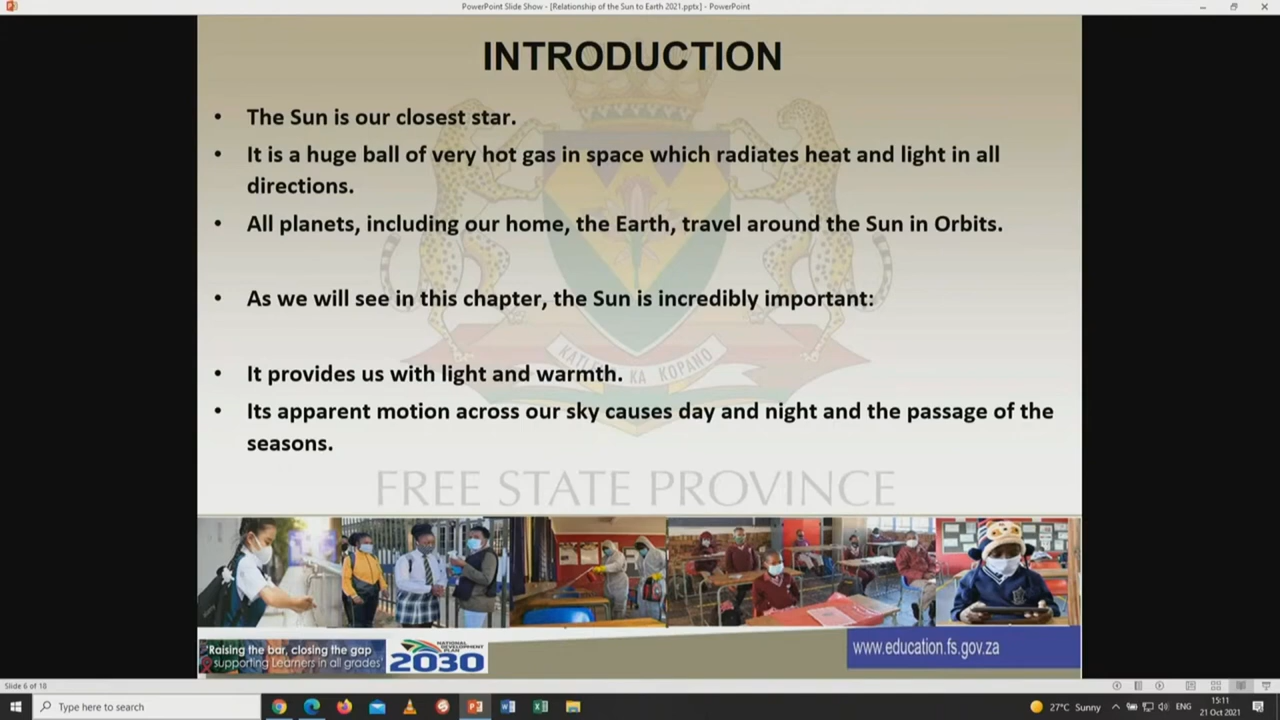 PowerPoint Slide Show - [Relationship of the Sun to Earth 2021.pptx] - PowerPoint
INTRODUCTION
• The Sun is our closest star.
• It is a huge ball of very hot gas in space which radiates heat and light in all
directions.
• All planets, including our home, the Earth, travel around the Sun in Orbits.
• As we will see in this chapter, the Sun is incredibly important:
• It provides us with light and warmth.
• Its apparent motion across our sky causes day and night and the passage of the
seasons.
KA KOPANO
FREE STATE PROVINCE
'Raising the bar, closing the gap
supporting Learners in all grades'
NATIONAL
DEVELOPMENT
PLAN
2030
www.education.fs.gov.za
Slide 6 of 18
Type here to search
27°C Sunny
ENG
15:11
21 Oct 2021